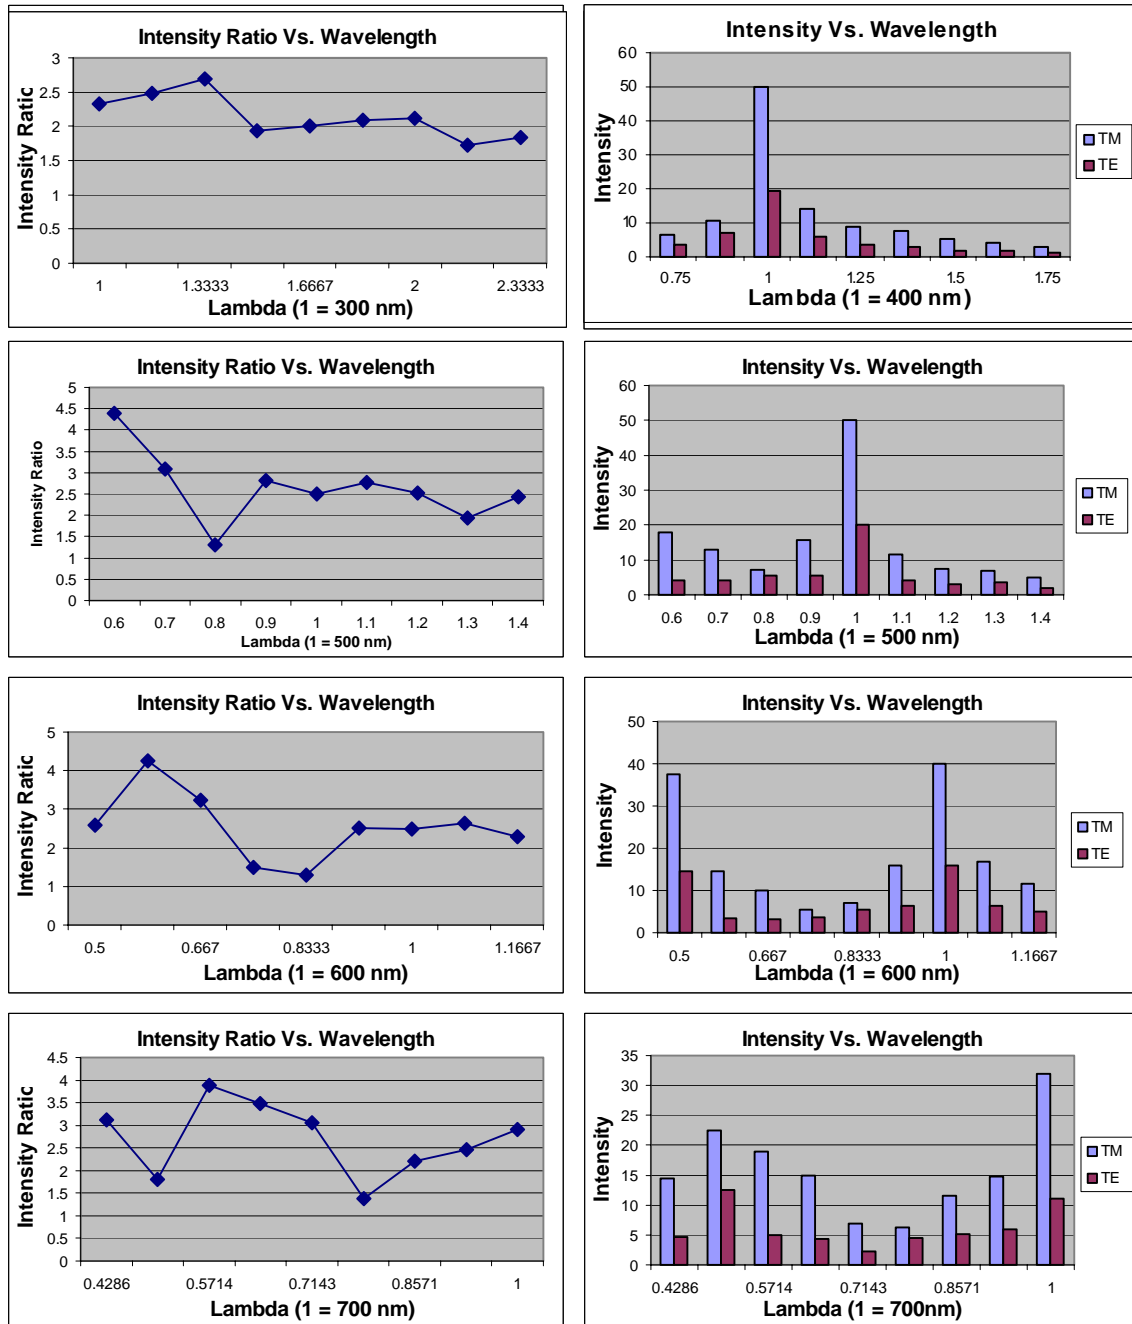 Intensity Ratio Vs. Wavelength
3
2.5
2
1.5
1
0.5
0
Intensity Ratic
1 1.3333 1.6667 2 2.3333
Lambda (1 = 300 nm)
Intensity Vs. Wavelength
60
50
40
30
20
10
0
Intensity
0.75 1 1.25 1.5 1.75
Lambda (1 = 400 nm)
TM
TE
Intensity Ratio Vs. Wavelength
5
4.5
4
3.5
3
2.5
2
1.5
1
0.5
0
Intensity Ratio
0.6 0.7 0.8 0.9 1 1.1 1.2 1.3 1.4
Lambda (1 = 500 nm)
Intensity Vs. Wavelength
60
50
40
30
20
10
0
Intensity
0.6 0.7 0.8 0.9 1 1.1 1.2 1.3 1.4
Lambda (1 = 500 nm)
TM
TE
Intensity Ratio Vs. Wavelength
5
4
3
2
1
0
Intensity Ratic
0.5 0.667 0.8333 1 1.1667
Lambda (1 = 600 nm)
Intensity Vs. Wavelength
50
40
30
20
10
0
Intensity
0.5 0.667 0.8333 1 1.1667
Lambda (1 = 600 nm)
TM
TE
Intensity Ratio Vs. Wavelength
4.5
4
3.5
3
2.5
2
1.5
1
0.5
0
Intensity Ratic
0.4286 0.5714 0.7143 0.8571 1
Lambda (1 = 700 nm)
Intensity Vs. Wavelength
35
30
25
20
15
10
5
0
Intensity
0.4286 0.5714 0.7143 0.8571 1
Lambda (1 = 700nm)
TM
TE